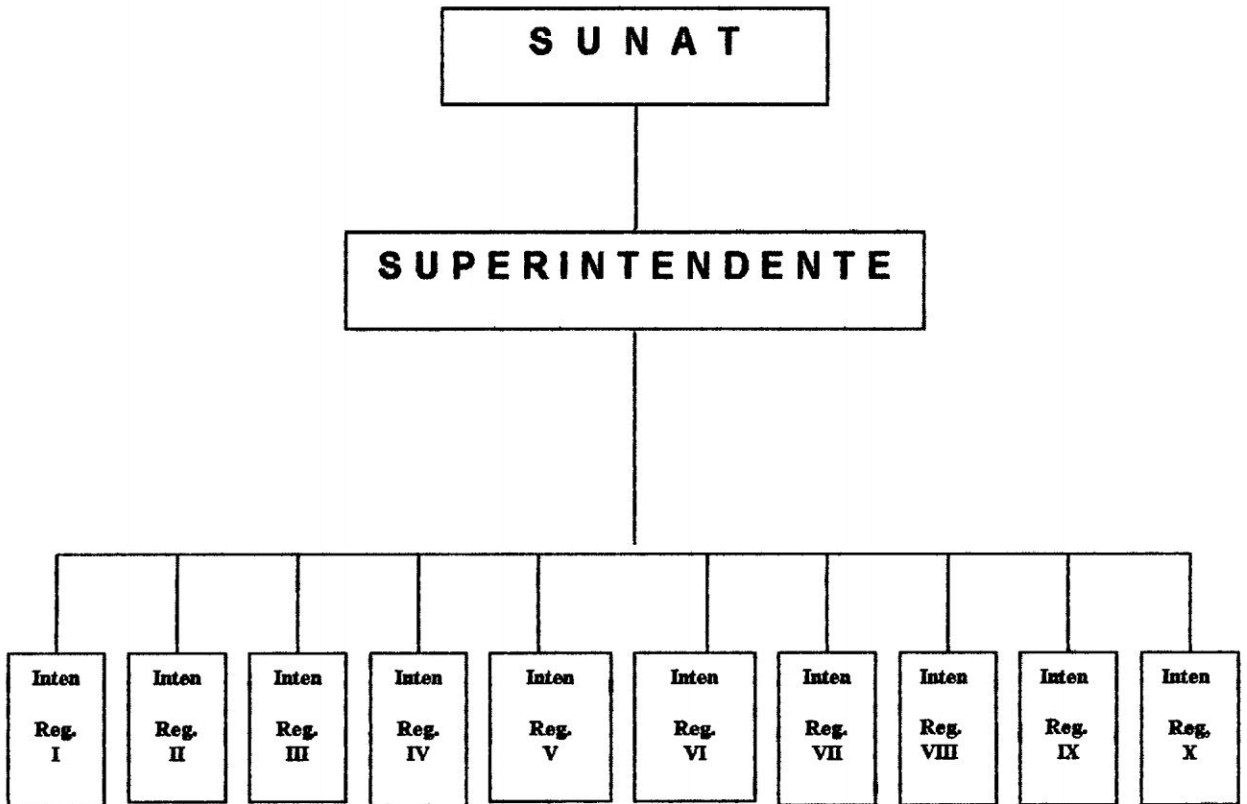 S U N A T
S U P E R I N T E N D E N T E
Inten
Reg.
I
Inten
Reg.
II
Inten
Reg.
III
Inten
Reg.
IV
Inten
Reg.
V
Inten
Reg.
VI
Inten
Reg.
VII
Inten
Reg.
VIII
Inten
Reg.
IX
Inten
Reg,
X